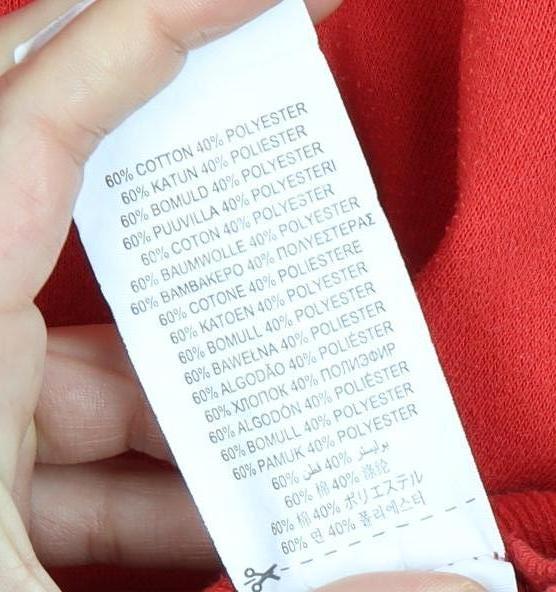 60% COTTON 40% POLYESTER
60% KATUN 40% POLIESTER
60% BOMULD 40% POLYESTER
60% PUUVILLA 40% POLYESTERI
60% COTON 40% POLYESTER
60% BAUMWOLLE 40% POLYESTER
60% ΒΑΜΒΑΚΕΡΟ 40% ΠΟΛΥΕΣΤΕΡΑΣ
60% COTONE 40% POLIESTERE
60% KATOEN 40% POLYESTER
60% BOMULL 40% POLYESTER
60% BAWEŁNA 40% POLIESTER
60% ALGODÃO 40% POLIÉSTER
60% ХЛОПОК 40% ПОЛИЭФИР
60% ALGODÓN 40% POLIÉSTER
60% BOMULL 40% POLYESTER
60% PAMUK 40% POLYESTER
60% قطن 40% بوليستر
60% 棉 40% 涤纶
60% 棉 40% ポリエステル
60% 면 40% 폴리에스터